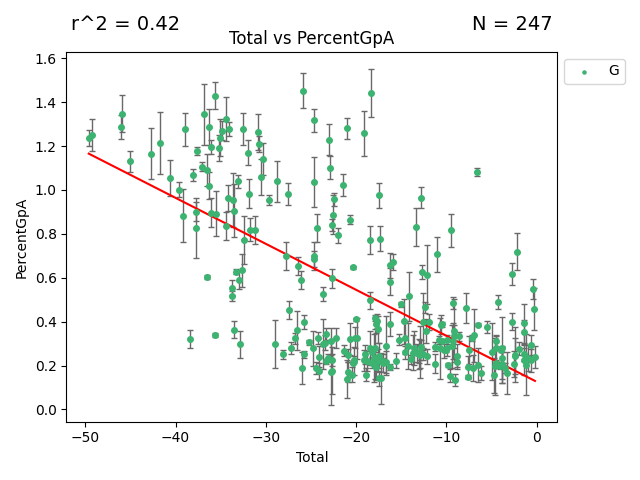 r^2 = 0.42 N = 247
Total vs PercentGpA
G
1.6
1.4
1.2
1.0
0.8
0.6
0.4
0.2
0.0
PercentGpA
−50 −40 −30 −20 −10 0
Total